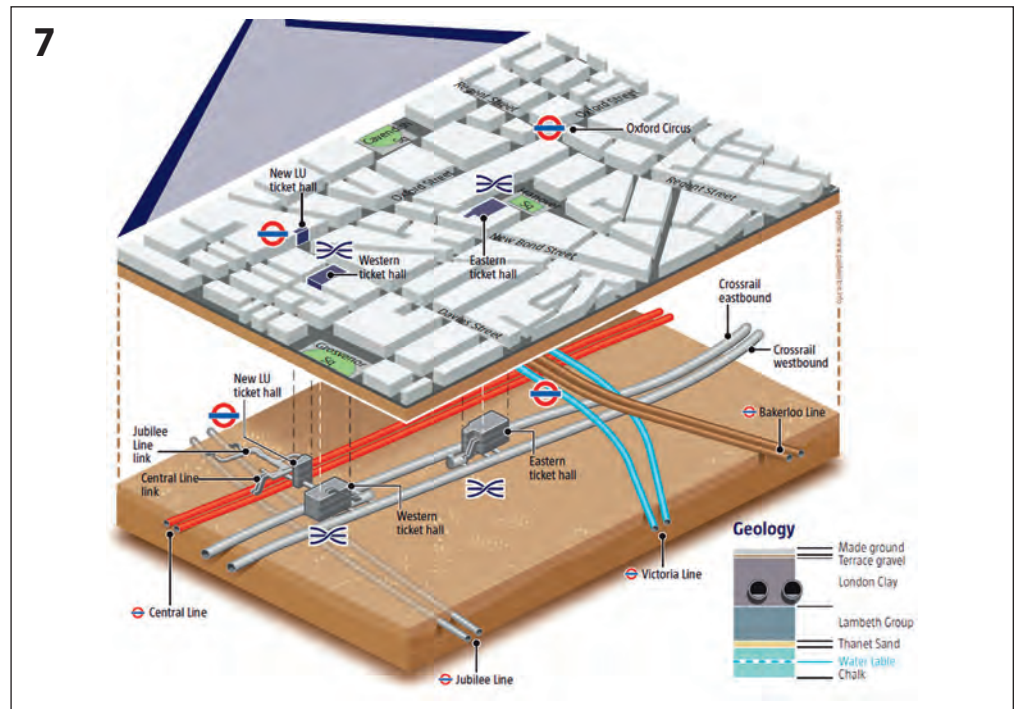 7
Regent Street
Oxford Street
Cavendish
Sq
Oxford Circus
New LU
ticket hall
Oxford Street
Regent Street
Hanover
Sq
New Bond Street
Western
ticket hall
Eastern
ticket hall
Davies Street
Grosvenor
Sq
Crossrail
eastbound
Crossrail
westbound
New LU
ticket hall
Jubilee
Line
link
Central Line
link
Bakerloo Line
Eastern
ticket hall
Western
ticket hall
Victoria Line
Central Line
Jubilee Line
Geology
Made ground
Terrace gravel
London Clay
Lambeth Group
Thanet Sand
Water table
Chalk